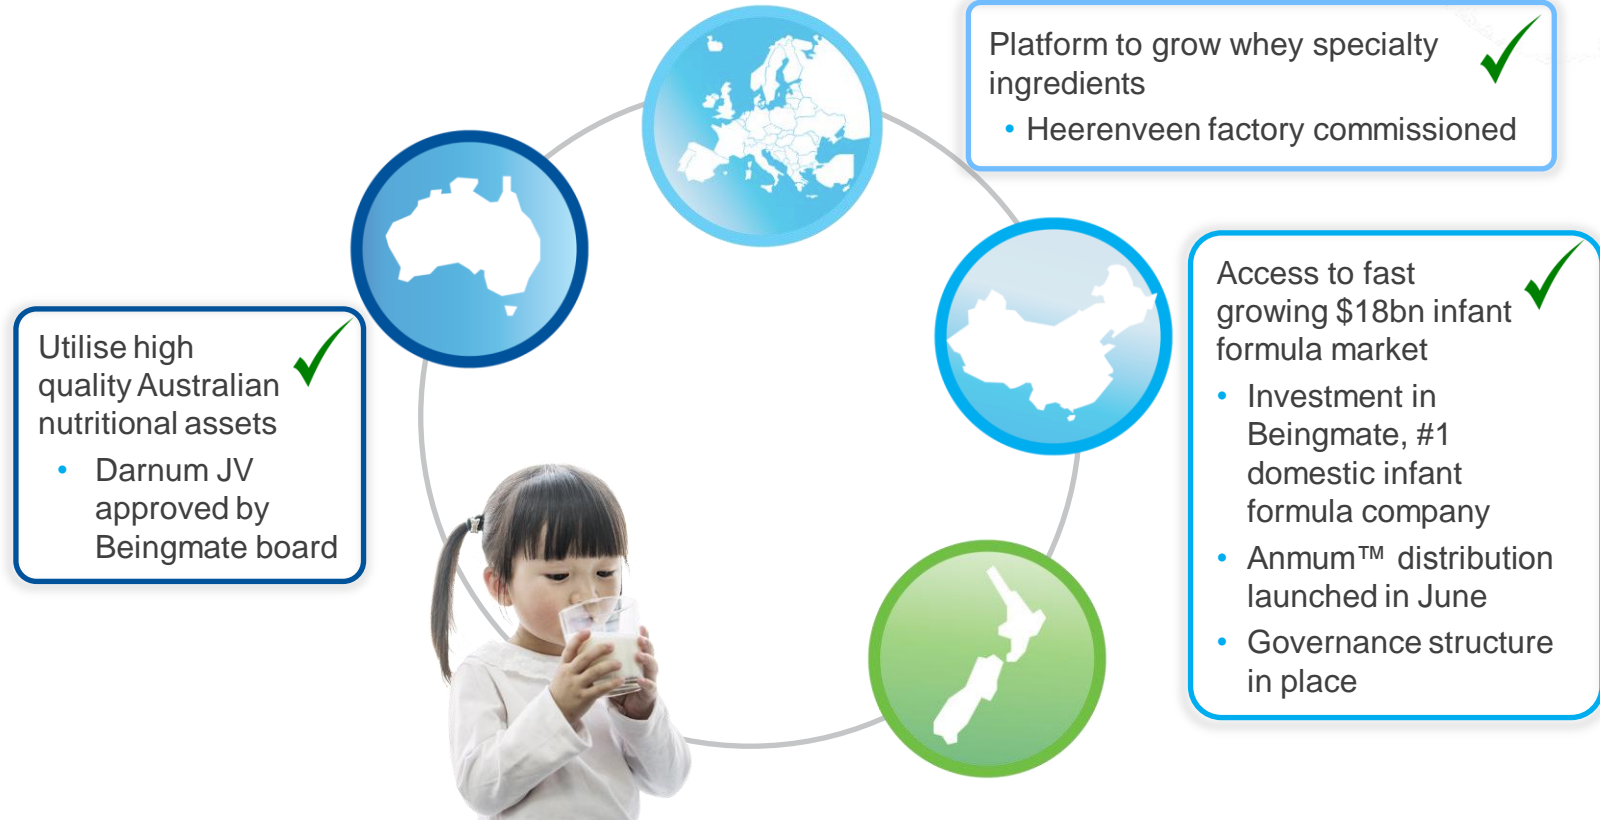 Platform to grow whey specialty
ingredients
• Heerenveen factory commissioned
Utilise high
quality Australian
nutritional assets
• Darnum JV
approved by
Beingmate board
Access to fast
growing $18bn infant
formula market
• Investment in
Beingmate, #1
domestic infant
formula company
• Anmum™ distribution
launched in June
• Governance structure
in place